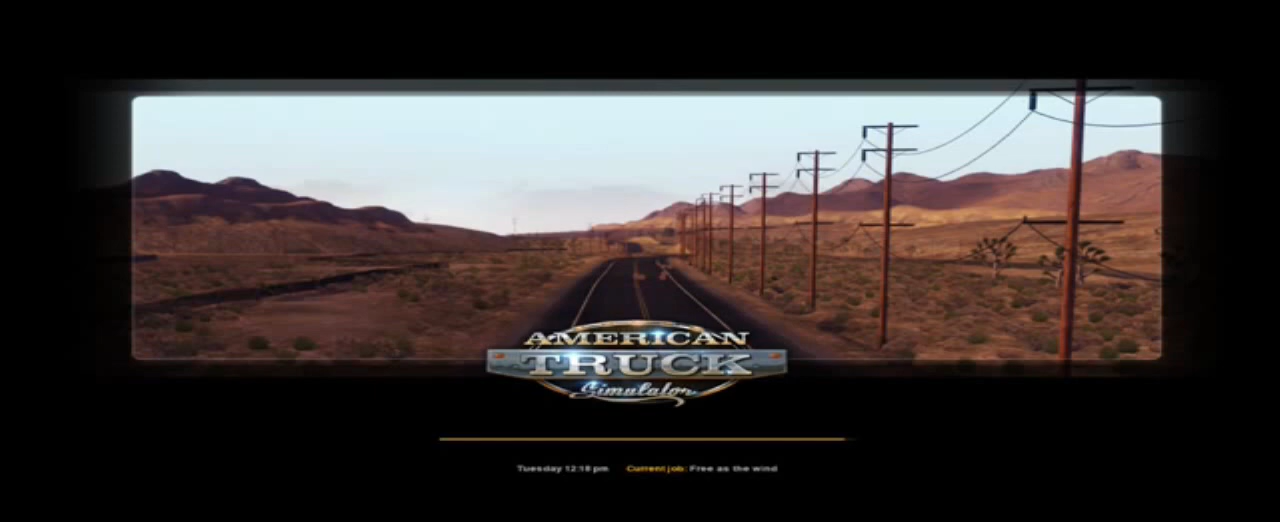 AMERICAN
TRUCK
Simulator
Tuesday 12:18 pm Current job: Free as the wind